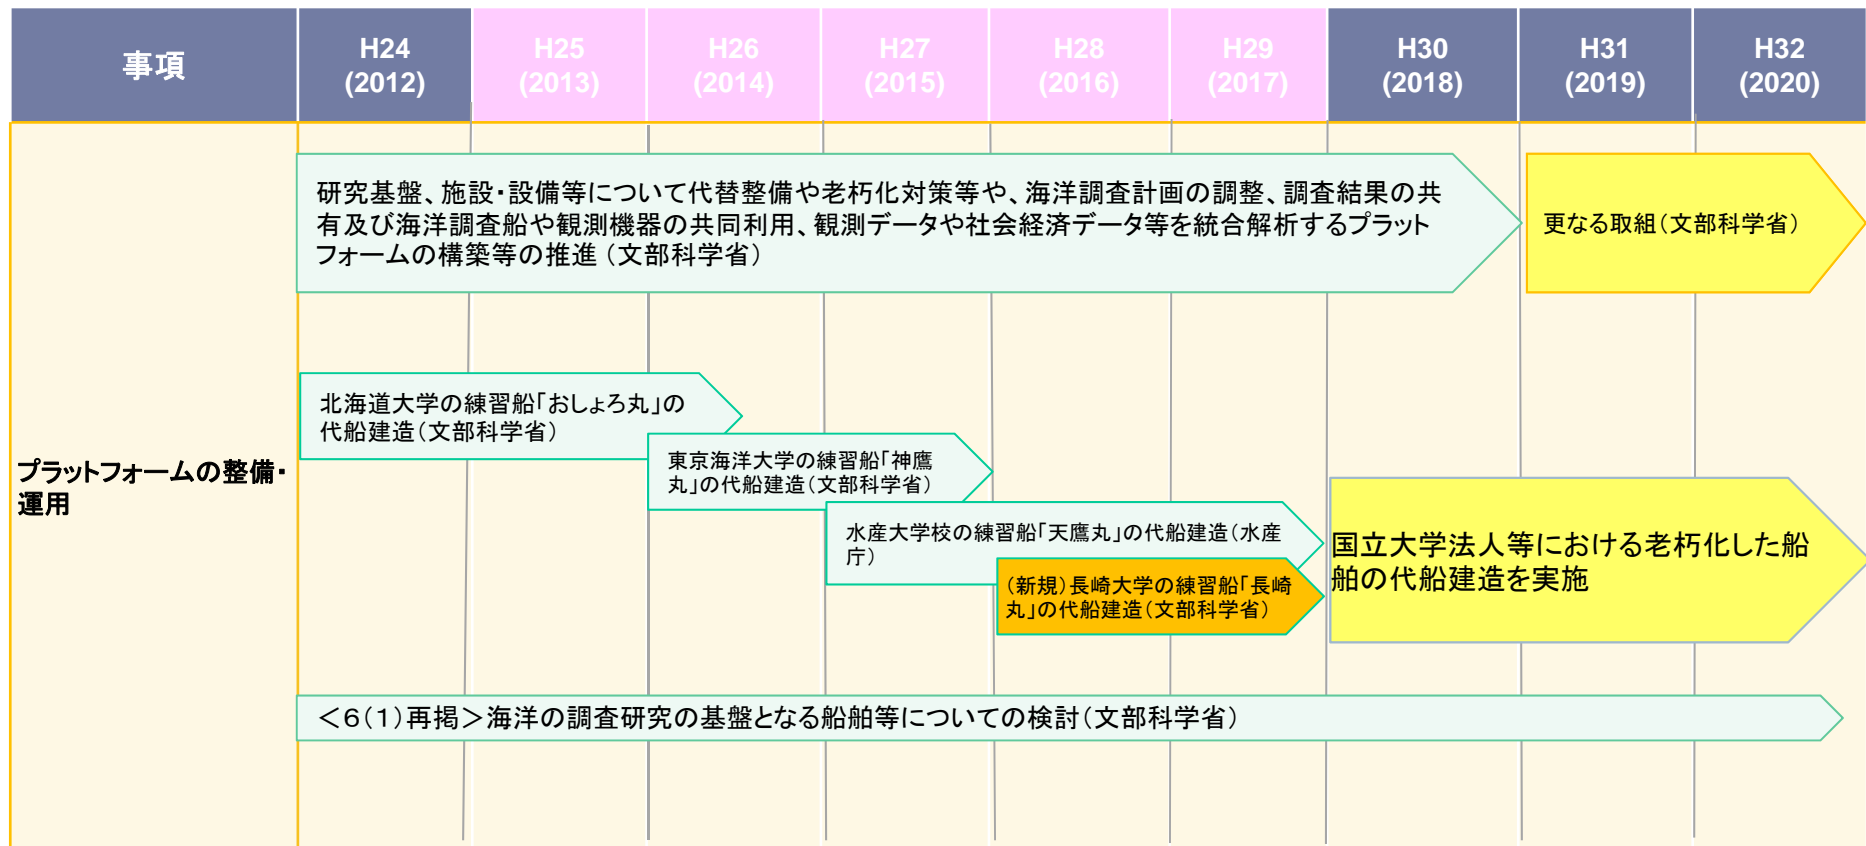 事項
H24
(2012)
H25
(2013)
H26
(2014)
H27
(2015)
H28
(2016)
H29
(2017)
H30
(2018)
H31
(2019)
H32
(2020)
プラットフォームの整備・
運用
研究基盤、施設・設備等について代替整備や老朽化対策等や、海洋調査計画の調整、調査結果の共
有及び海洋調査船や観測機器の共同利用、観測データや社会経済データ等を統合解析するプラット
フォームの構築等の推進（文部科学省）
更なる取組（文部科学省）
北海道大学の練習船「おしょろ丸」の
代船建造（文部科学省）
東京海洋大学の練習船「神鷹
丸」の代船建造（文部科学省）
水産大学校の練習船「天鷹丸」の代船建造（水産
庁）
（新規）長崎大学の練習船「長崎
丸」の代船建造（文部科学省）
国立大学法人等における老朽化した船
舶の代船建造を実施
＜６（１）再掲＞海洋の調査研究の基盤となる船舶等についての検討（文部科学省）